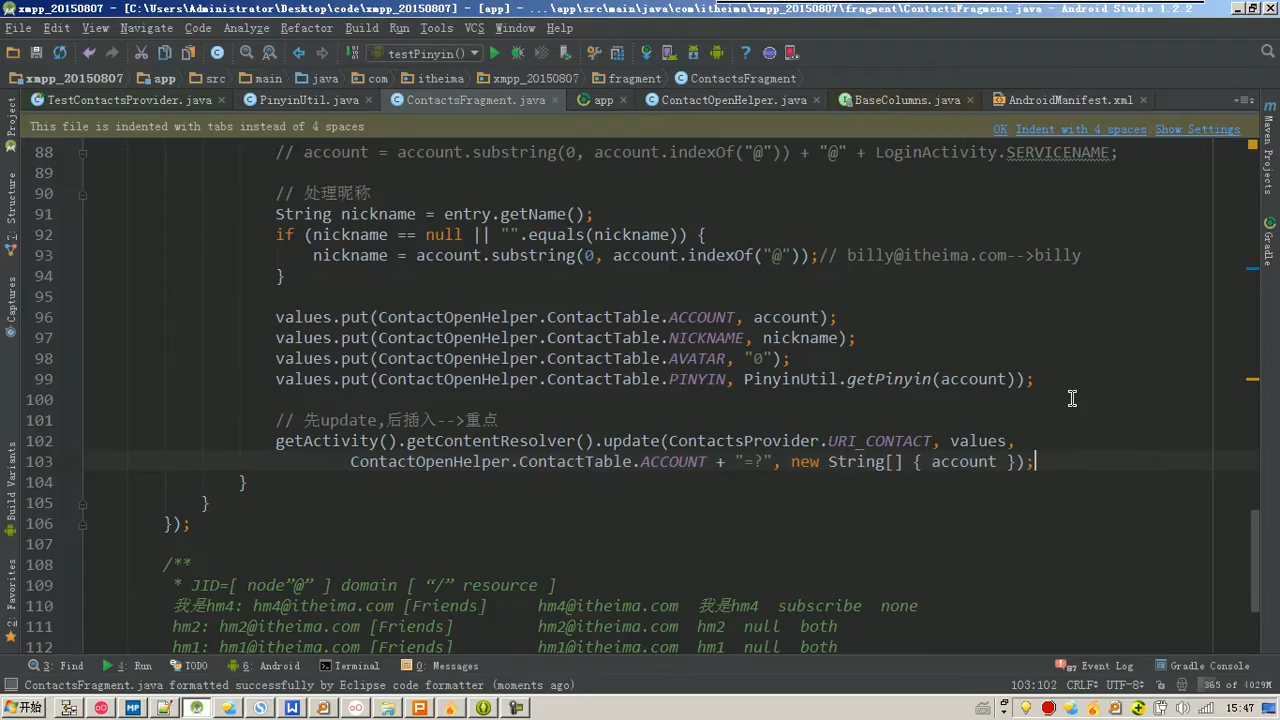 xmpp_20150807 - [C:\Users\Administrator\Desktop\code\xmpp_20150807] - [app] - ...\app\src\main\java\com\itheima\xmpp_20150807\fragment\ContactsFragment.java - Android Studio 1.2.2
File Edit View Navigate Code Analyze Refactor Build Run Tools VCS Window Help
testPinyin()
xmpp_20150807 app src main java com itheima xmpp_20150807 fragment ContactsFragment
TestContactsProvider.java PinyinUtil.java ContactsFragment.java app ContactOpenHelper.java BaseColumns.java AndroidManifest.xml
This file is indented with tabs instead of 4 spaces OK Indent with 4 spaces Show Settings
88 // account = account.substring(0, account.indexOf("@")) + "@" + LoginActivity.SERVICENAME;
89
90 // 处理昵称
91 String nickname = entry.getName();
92 if (nickname == null || "".equals(nickname)) {
93 nickname = account.substring(0, account.indexOf("@"));// billy@itheima.com-->billy
94 }
95
96 values.put(ContactOpenHelper.ContactTable.ACCOUNT, account);
97 values.put(ContactOpenHelper.ContactTable.NICKNAME, nickname);
98 values.put(ContactOpenHelper.ContactTable.AVATAR, "0");
99 values.put(ContactOpenHelper.ContactTable.PINYIN, PinyinUtil.getPinyin(account));
100
101 // 先update,后插入-->重点
102 getActivity().getContentResolver().update(ContactsProvider.URI_CONTACT, values,
103 ContactOpenHelper.ContactTable.ACCOUNT + "=?", new String[] { account });
104 }
105 }
106 });
107
108 /**
109 * JID=[ node”@” ] domain [ “/” resource ]
110 我是hm4: hm4@itheima.com [Friends] hm4@itheima.com 我是hm4 subscribe none
111 hm2: hm2@itheima.com [Friends] hm2@itheima.com hm2 null both
112 hm1: hm1@itheima.com [Friends] hm1@itheima.com hm1 null both
1: Project
7: Structure
Captures
Build Variants
2: Favorites
Maven Projects
Gradle
Android Model
3: Find 4: Run TODO 6: Android Terminal 0: Messages 87 Event Log Gradle Console
ContactsFragment.java formatted successfully by Eclipse code formatter (moments ago) 103:102 CRLF÷ UTF-8÷ 365 of 4029M
开始 15:47